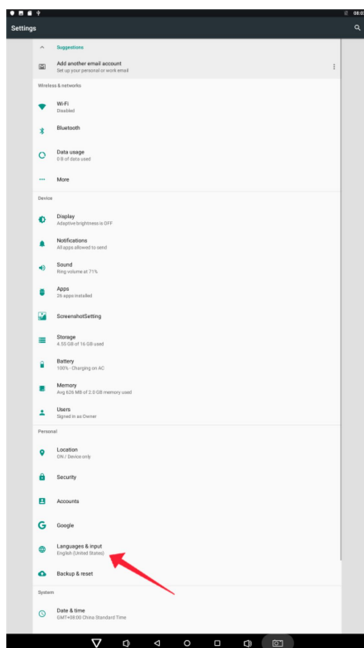 08:0
Settings
Suggestions
Add another email account
Set up your personal or work email
Wireless & networks
Wi-Fi
Disabled
Bluetooth
Data usage
0 B of data used
More
Device
Display
Adaptive brightness is OFF
Notifications
All apps allowed to send
Sound
Ring volume at 71%
Apps
26 apps installed
ScreenshotSetting
Storage
4.55 GB of 16 GB used
Battery
100% - Charging on AC
Memory
Avg 626 MB of 2.0 GB memory used
Users
Signed in as Owner
Personal
Location
ON / Device only
Security
Accounts
Google
Languages & input
English (United States)
Backup & reset
System
Date & time
GMT+08:00 China Standard Time